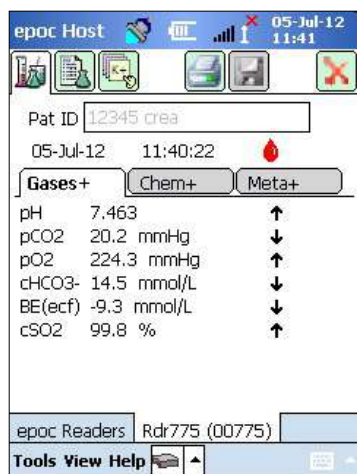 epoc Host 05-Jul-12
11:41
K+
Pat ID 12345 crea
05-Jul-12 11:40:22
Gases+ Chem+ Meta+
pH 7.463 ↑
pCO2 20.2 mmHg ↓
pO2 224.3 mmHg ↑
cHCO3- 14.5 mmol/L ↓
BE(ecf) -9.3 mmol/L ↓
cSO2 99.8 % ↑
epoc Readers Rdr775 (00775)
Tools View Help